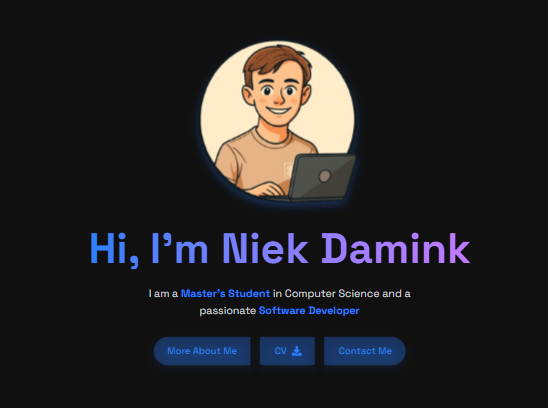 Hi, I'm Niek Damink
I am a Master's Student in Computer Science and a
passionate Software Developer
More About Me CV Contact Me